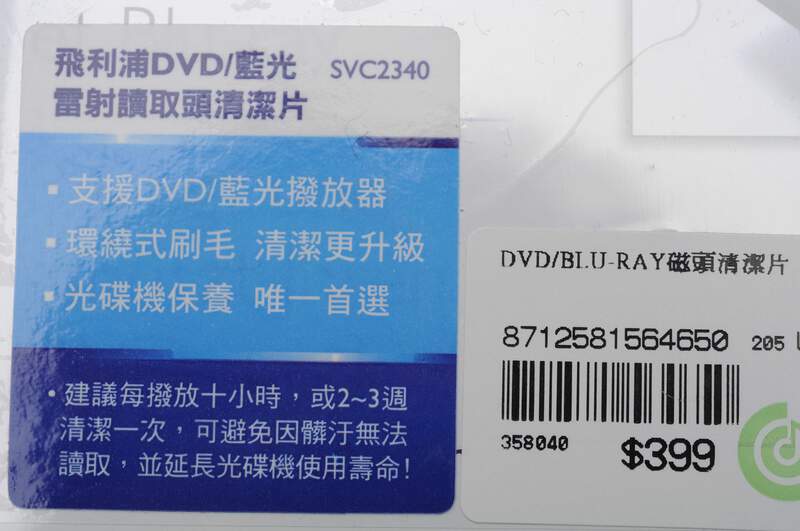 飛利浦DVD/藍光 SVC2340
雷射讀取頭清潔片
▪ 支援DVD/藍光撥放器
▪ 環繞式刷毛 清潔更升級
▪ 光碟機保養 唯一首選
• 建議每撥放十小時，或2~3週
清潔一次，可避免因髒汙無法
讀取，並延長光碟機使用壽命!
DVD/BLU-RAY磁頭清潔片
8712581564650 205
358040 $399